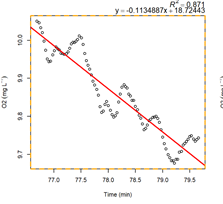 R² = 0.871
y = -0.1134887x + 18.72443
O2 (mg L⁻¹)
10.1
9.9
9.8
9.7
77.0
77.5
78.0
78.5
79.0
79.5
Time (min)